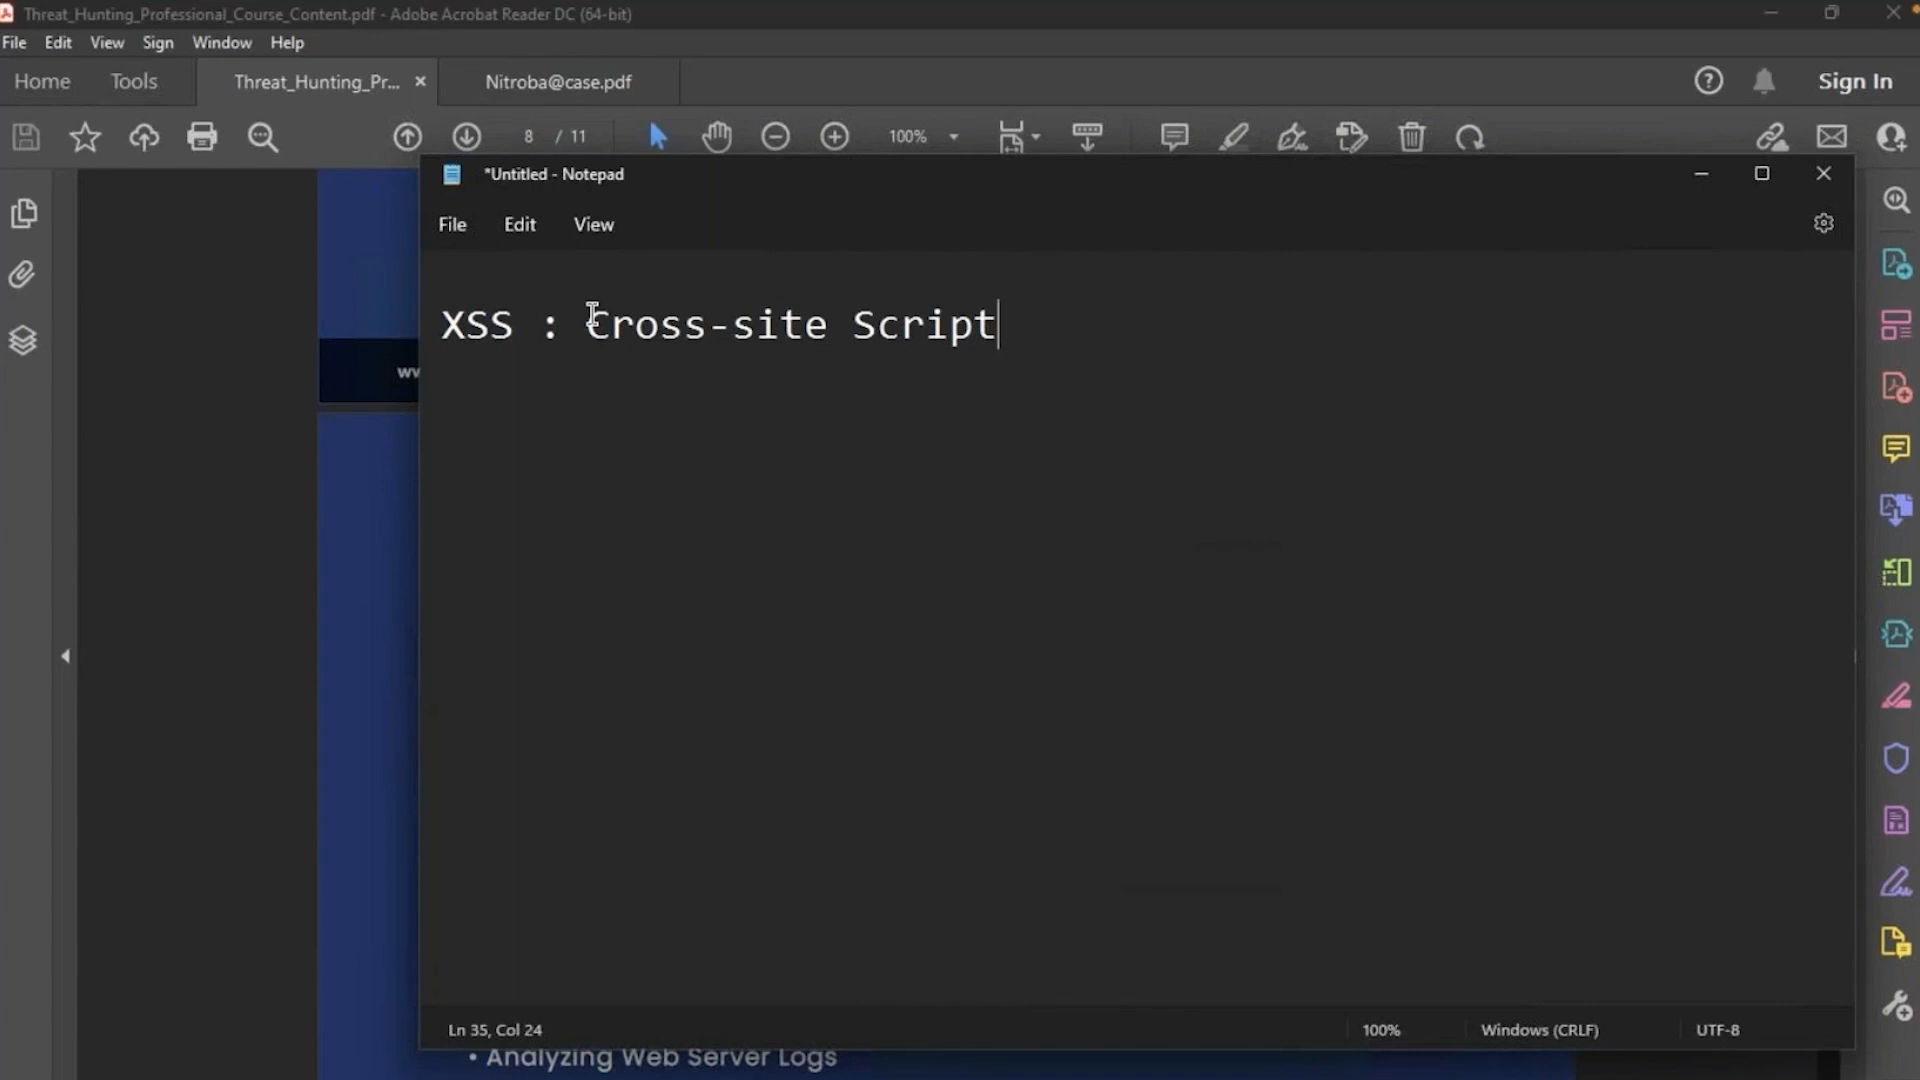 Threat_Hunting_Professional_Course_Content.pdf - Adobe Acrobat Reader DC (64-bit)
File Edit View Sign Window Help
Home Tools Threat_Hunting_Pr... Nitroba@case.pdf Sign In
8 / 11 100%
*Untitled - Notepad
File Edit View
XSS : Cross-site Script
Ln 35, Col 24 100% Windows (CRLF) UTF-8
• Analyzing Web Server Logs